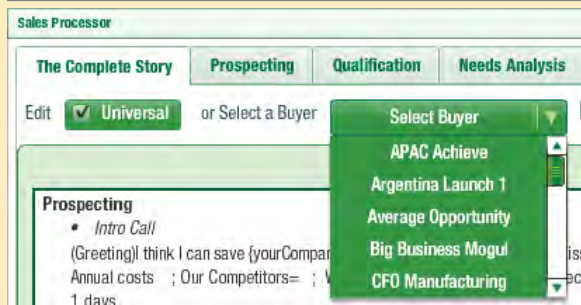 Sales Processor
The Complete Story Prospecting Qualification Needs Analysis
Edit Universal or Select a Buyer Select Buyer
APAC Achieve
Argentina Launch 1
Average Opportunity
Big Business Mogul
CFO Manufacturing
Prospecting
• Intro Call
(Greeting)I think I can save {yourCompar
Annual costs ; Our Competitors= ;
1 days